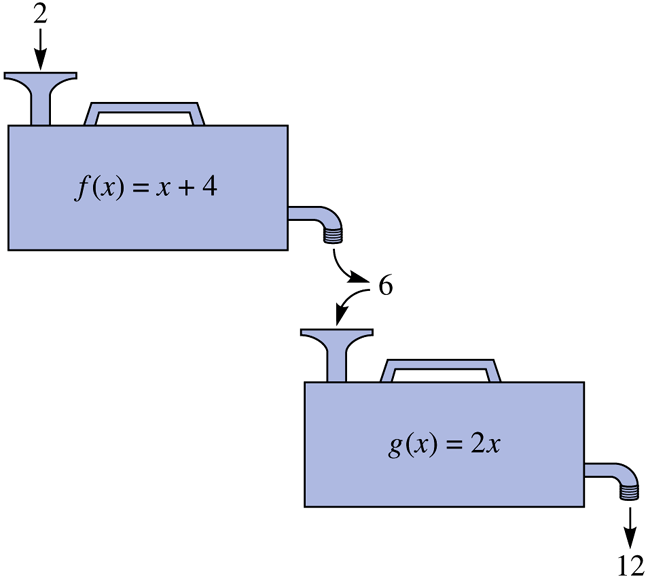 2
f(x) = x + 4
6
g(x) = 2x
12